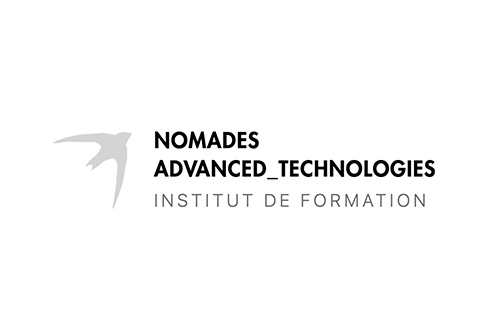 NOMADES
ADVANCED_TECHNOLOGIES
INSTITUT DE FORMATION